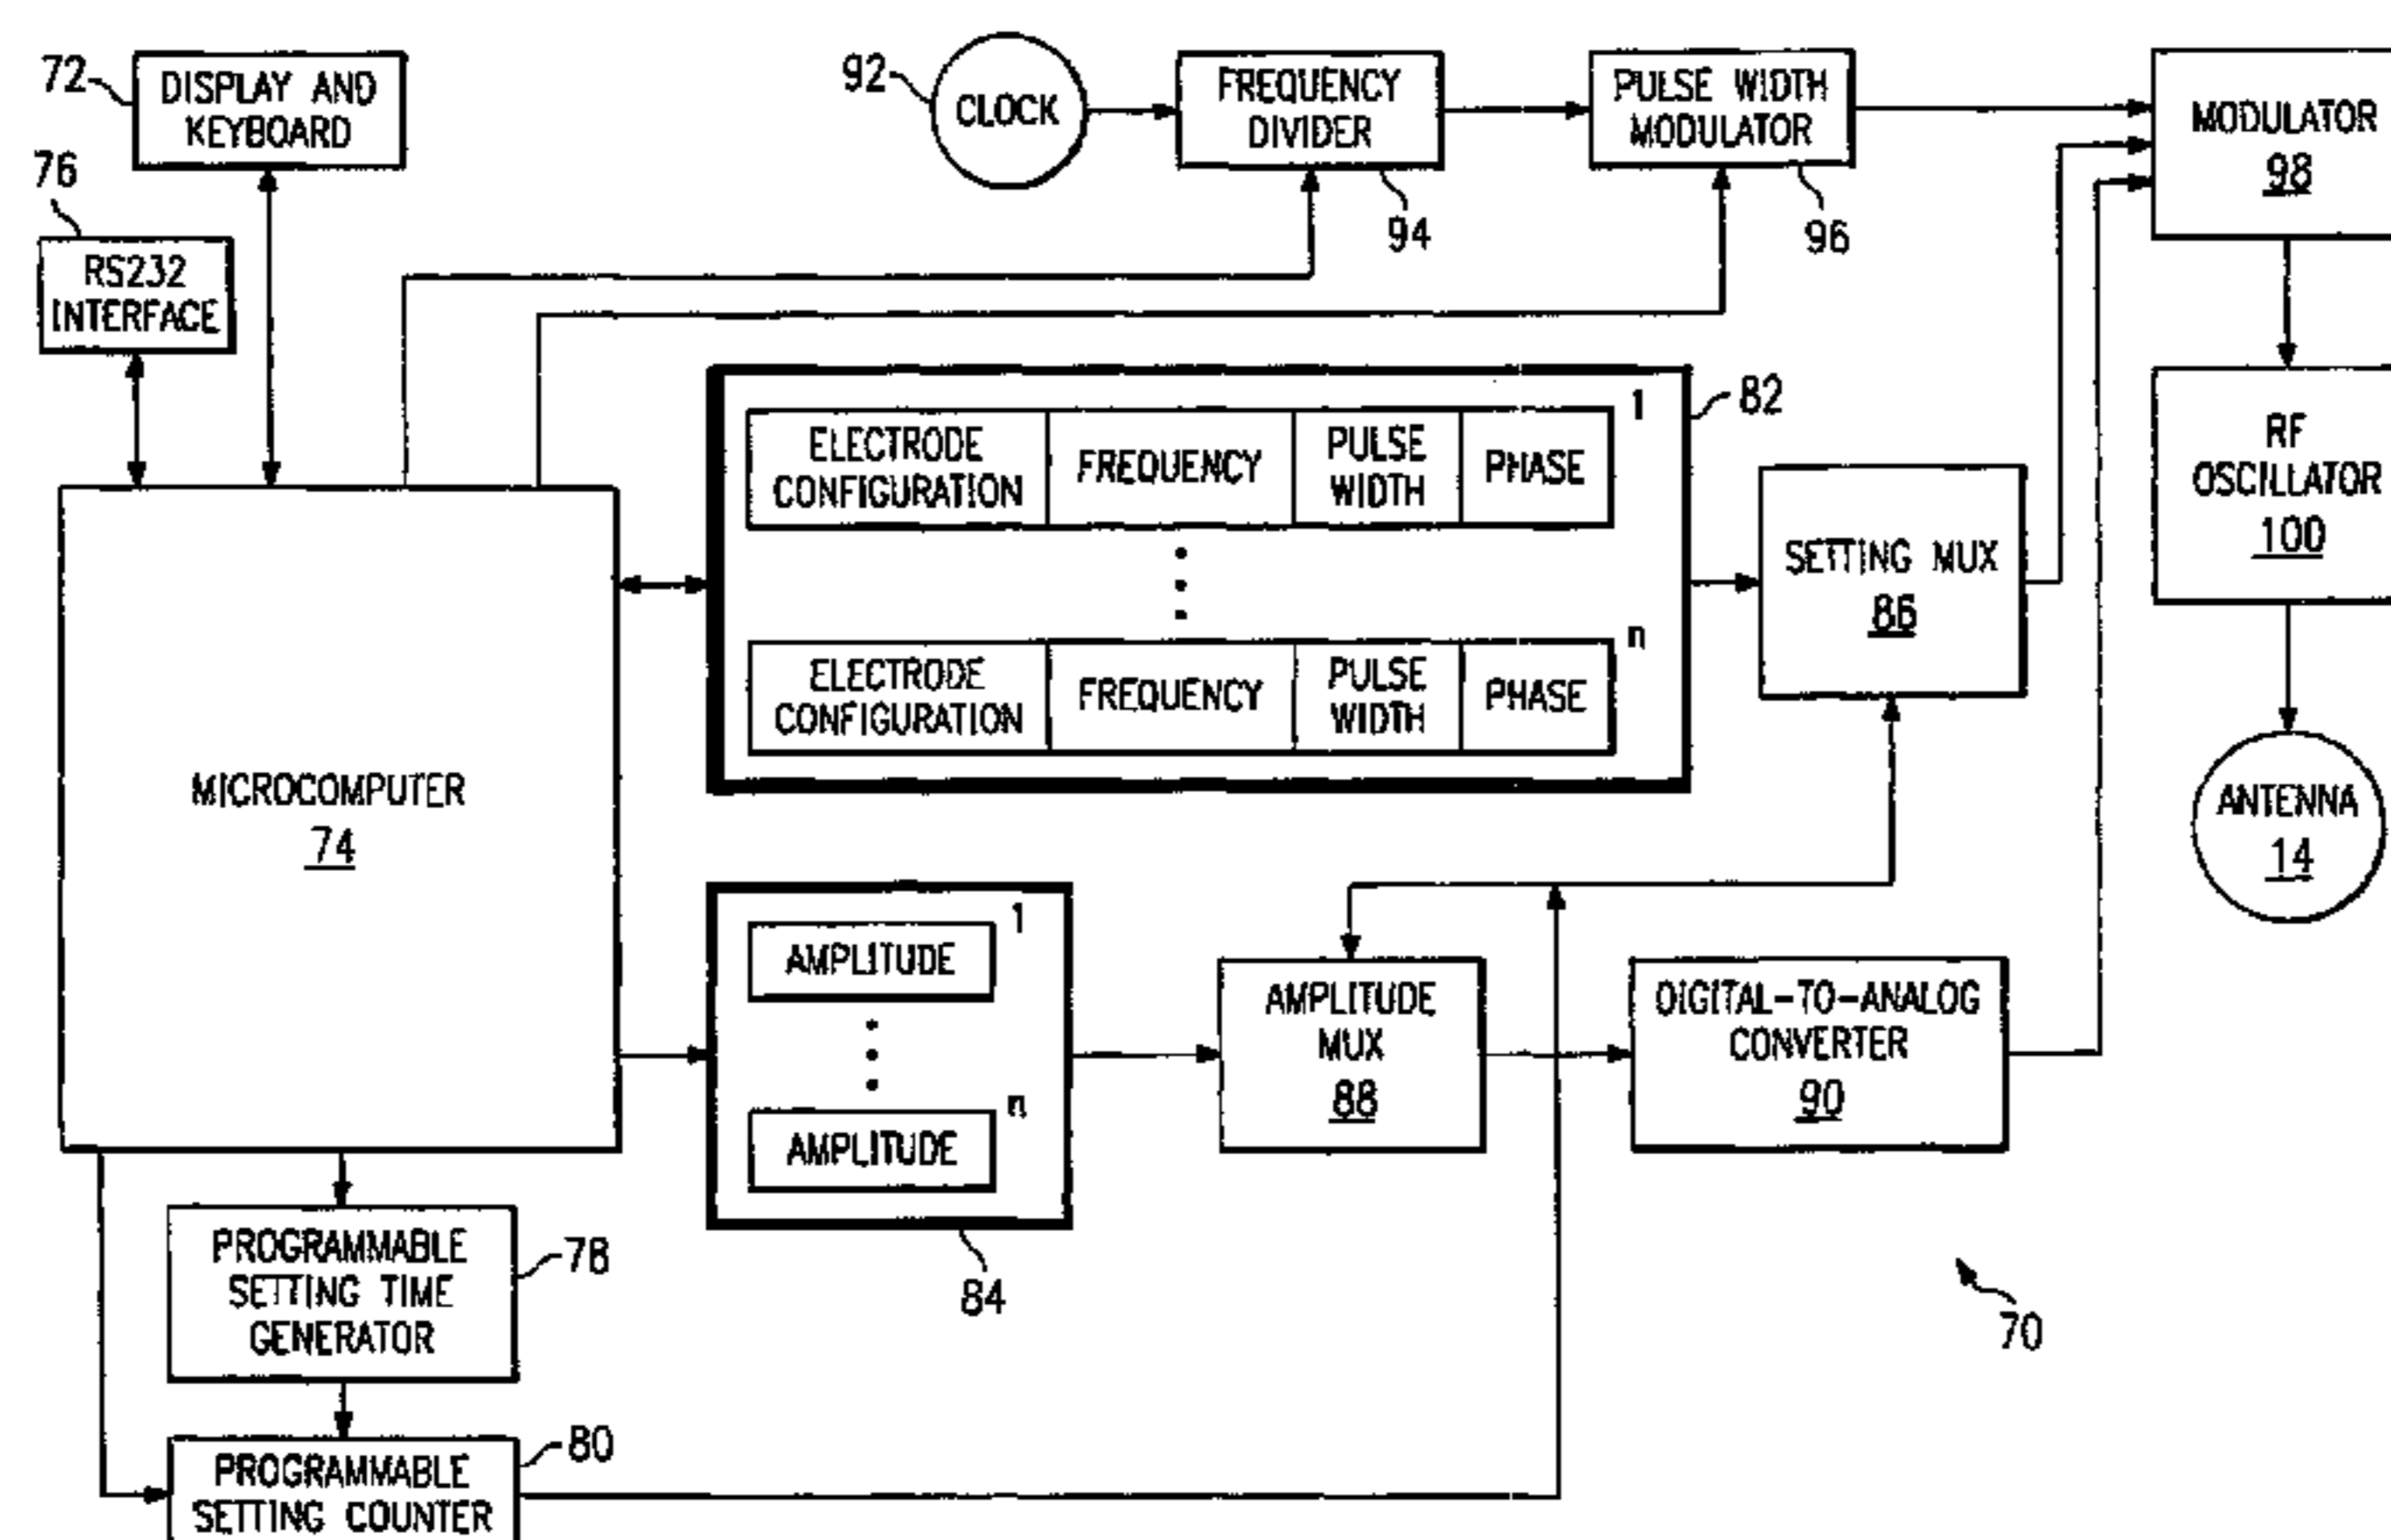 72
DISPLAY AND
KEYBOARD
92
CLOCK
FREQUENCY
DIVIDER
94
PULSE WIDTH
MODULATOR
96
MODULATOR
98
76
RS232
INTERFACE
82
1
ELECTRODE
CONFIGURATION
FREQUENCY
PULSE
WIDTH
PHASE
n
ELECTRODE
CONFIGURATION
FREQUENCY
PULSE
WIDTH
PHASE
SETTING MUX
86
RF
OSCILLATOR
100
ANTENNA
14
MICROCOMPUTER
74
1
AMPLITUDE
n
AMPLITUDE
84
AMPLITUDE
MUX
88
DIGITAL-TO-ANALOG
CONVERTER
90
PROGRAMMABLE
SETTING TIME
GENERATOR
78
PROGRAMMABLE
SETTING COUNTER
80
70